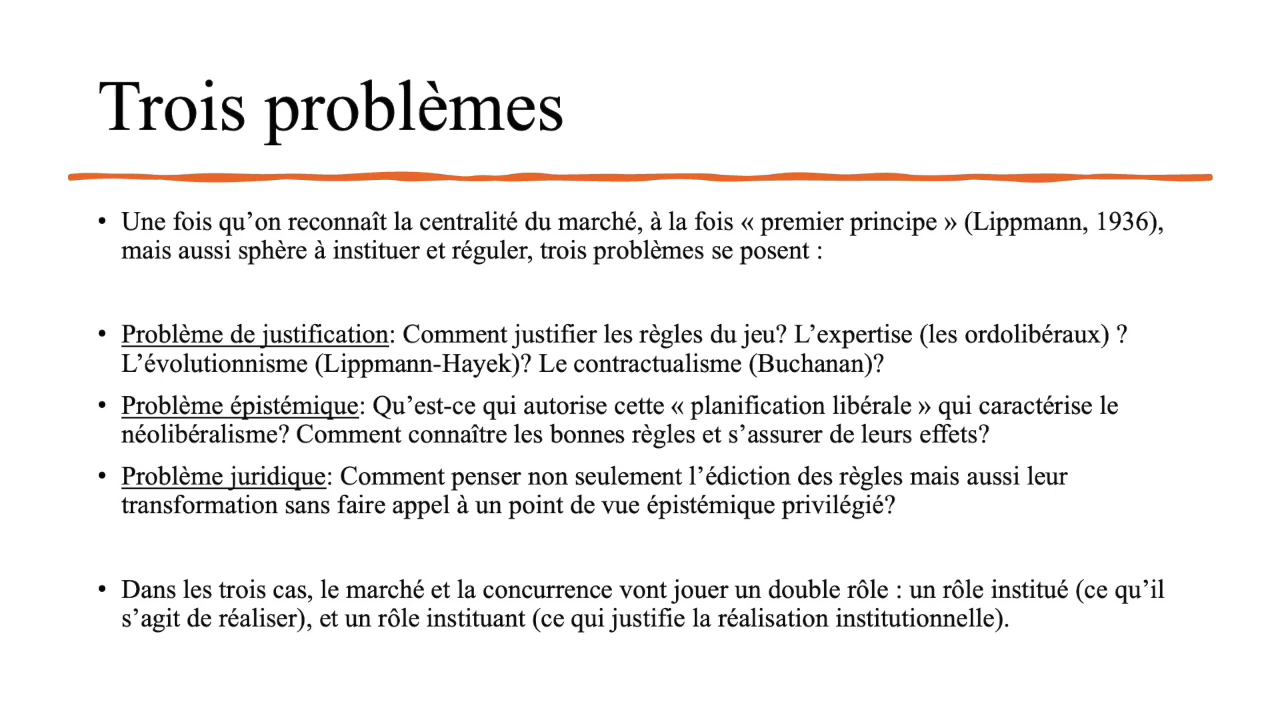 Trois problèmes
• Une fois qu’on reconnaît la centralité du marché, à la fois « premier principe » (Lippmann, 1936),
mais aussi sphère à instituer et réguler, trois problèmes se posent :
• Problème de justification: Comment justifier les règles du jeu? L’expertise (les ordolibéraux) ?
L’évolutionnisme (Lippmann-Hayek)? Le contractualisme (Buchanan)?
• Problème épistémique: Qu’est-ce qui autorise cette « planification libérale » qui caractérise le
néolibéralisme? Comment connaître les bonnes règles et s’assurer de leurs effets?
• Problème juridique: Comment penser non seulement l’édiction des règles mais aussi leur
transformation sans faire appel à un point de vue épistémique privilégié?
• Dans les trois cas, le marché et la concurrence vont jouer un double rôle : un rôle institué (ce qu’il
s’agit de réaliser), et un rôle instituant (ce qui justifie la réalisation institutionnelle).